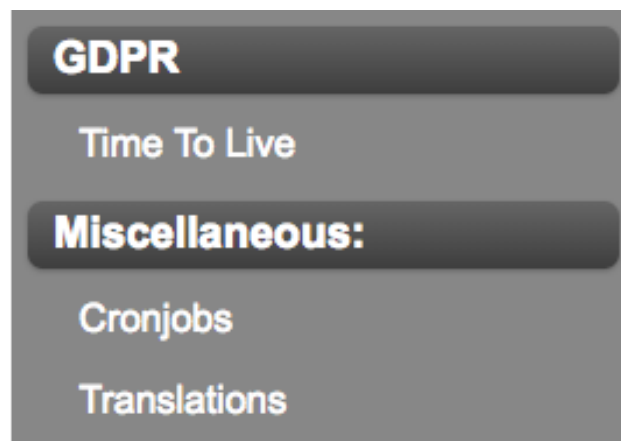 GDPR
Time To Live
Miscellaneous:
Cronjobs
Translations